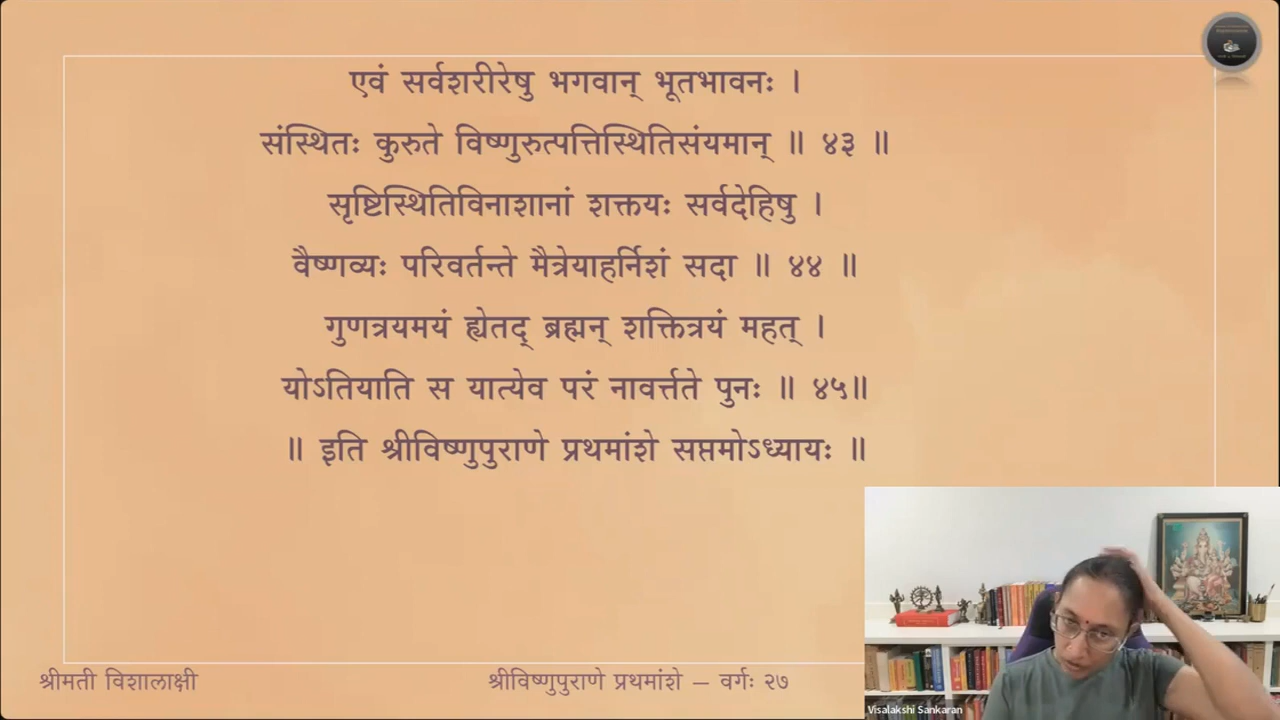 एवं सर्वशरीरेषु भगवान् भूतभावनः ।
संस्थितः कुरुते विष्णुरुत्पत्तिस्थितिसंयमान् ॥ ४३ ॥
सृष्टिस्थितिविनाशानां शक्तयः सर्वदेहिषु ।
वैष्णव्यः परिवर्तन्ते मैत्रेयाहर्निशं सदा ॥ ४४ ॥
गुणत्रयमयं ह्येतद् ब्रह्मन् शक्तित्रयं महत् ।
योऽतियाति स यात्येव परं नावर्त्तते पुनः ॥ ४५॥
॥ इति श्रीविष्णुपुराणे प्रथमांशे सप्तमोऽध्यायः ॥
श्रीमती विशालाक्षी
श्रीविष्णुपुराणे प्रथमांशे – वर्गः २७
Visalakshi Sankaran